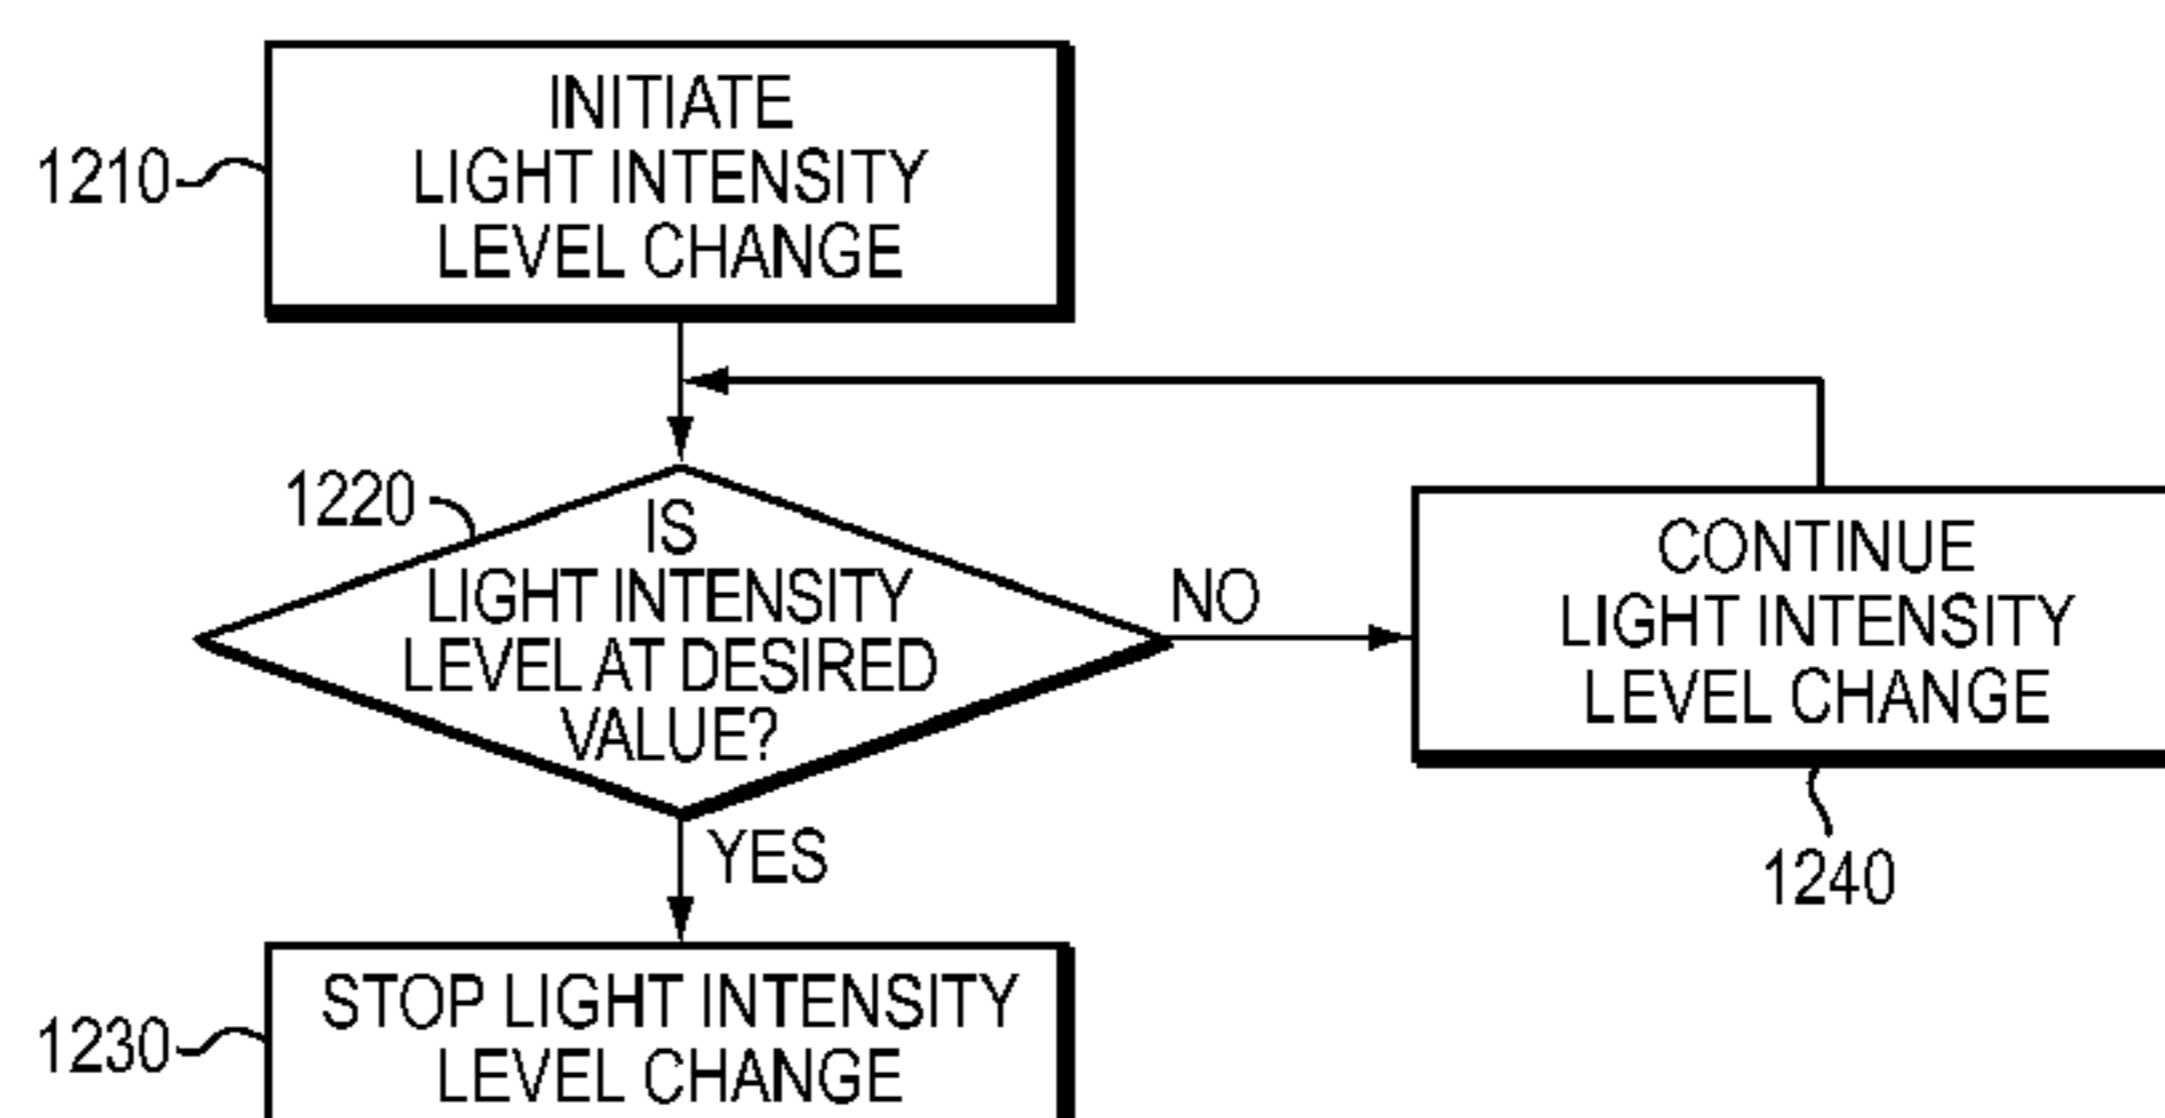 INITIATE
LIGHT INTENSITY
LEVEL CHANGE
1210
1220
IS
LIGHT INTENSITY
LEVEL AT DESIRED
VALUE?
NO
CONTINUE
LIGHT INTENSITY
LEVEL CHANGE
1240
YES
STOP LIGHT INTENSITY
LEVEL CHANGE
1230